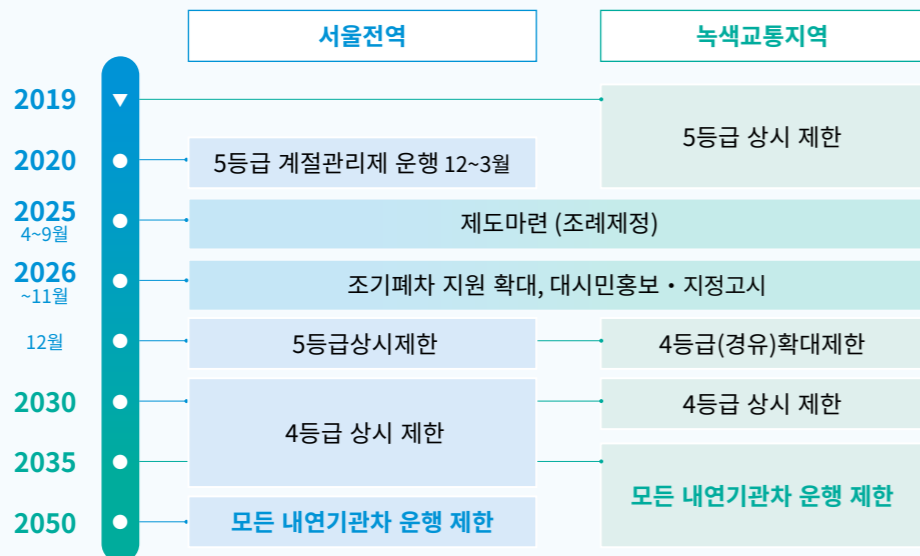 서울전역
녹색교통지역
2019
5등급 상시 제한
2020
5등급 계절관리제 운행 12~3월
2025
4~9월
제도마련 (조례제정)
2026
~11월
조기폐차 지원 확대, 대시민홍보・지정고시
12월
5등급상시제한
4등급(경유)확대제한
2030
4등급 상시 제한
4등급 상시 제한
2035
모든 내연기관차 운행 제한
2050
모든 내연기관차 운행 제한